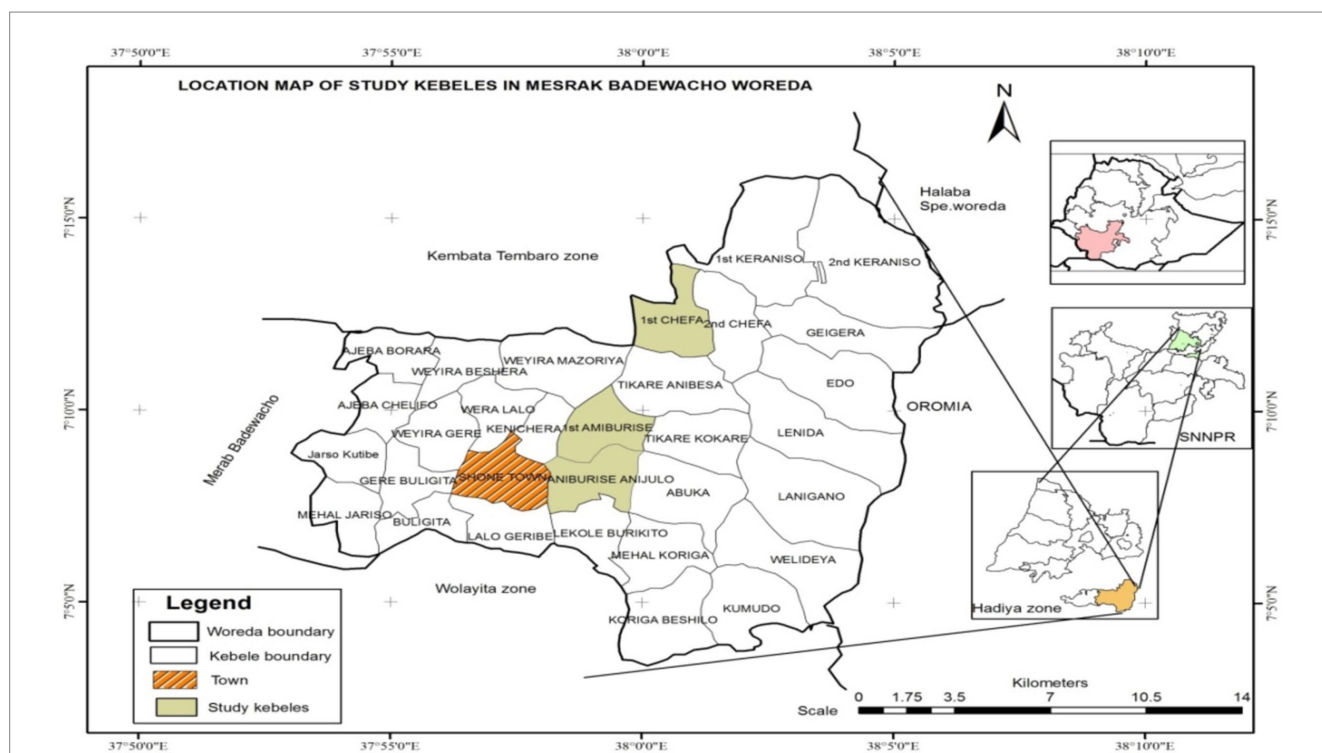 37°50'0"E 37°55'0"E 38°0'0"E 38°5'0"E 38°10'0"E
LOCATION MAP OF STUDY KEBELES IN MESRAK BADEWACHO WOREDA
N
Halaba
Spe.woreda
7°15'0"N 7°15'0"N
Kembata Tembaro zone
1st KERANISO 2nd KERANISO
1st CHEFA 2nd CHEFA
GEIGERA
AJEBA BORARA
WEYIRA MAZORIYA
WEYIRA BESHERA
TIKARE ANIBESA
EDO
AJEBA CHELIFO
WERA LALO
OROMIA
7°10'0"N 7°10'0"N
Merab Badewacho
WEYIRA GERE
KENICHERA
1st AMIBURISE
TIKARE KOKARE
LENIDA
SNNPR
Jarso Kutibe
GERE BULIGITA
SHONE TOWN
ANIBURISE ANIJULO
ABUKA
LANIGANO
MEHAL JARISO
BULIGITA
LALO GERIBE
LEKOLE BURIKITO
MEHAL KORIGA
WELIDEYA
Wolayita zone
7°5'0"N 7°5'0"N
KORIGA BESHILO
KUMUDO
Hadiya zone
Legend
Woreda boundary
Kebele boundary
Town
Study kebeles
Kilometers
Scale 0 1.75 3.5 7 10.5 14
37°50'0"E 37°55'0"E 38°0'0"E 38°5'0"E 38°10'0"E